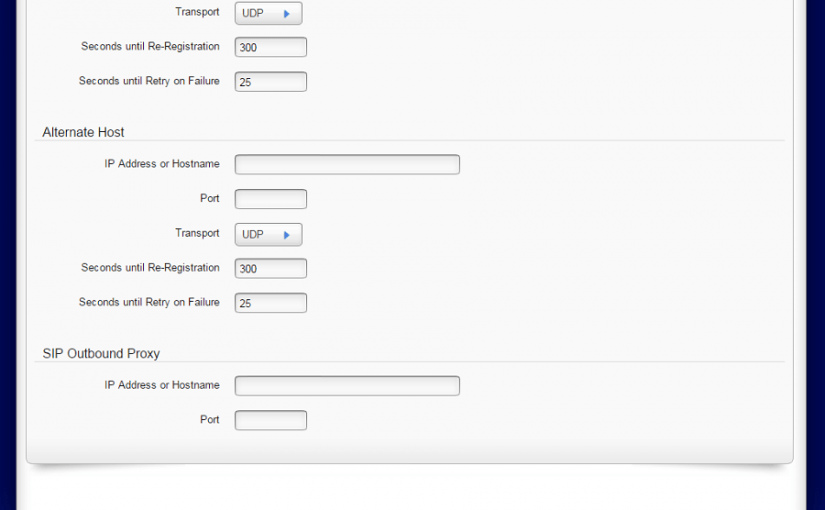 Transport UDP
Seconds until Re-Registration 300
Seconds until Retry on Failure 25
Alternate Host
IP Address or Hostname
Port
Transport UDP
Seconds until Re-Registration 300
Seconds until Retry on Failure 25
SIP Outbound Proxy
IP Address or Hostname
Port